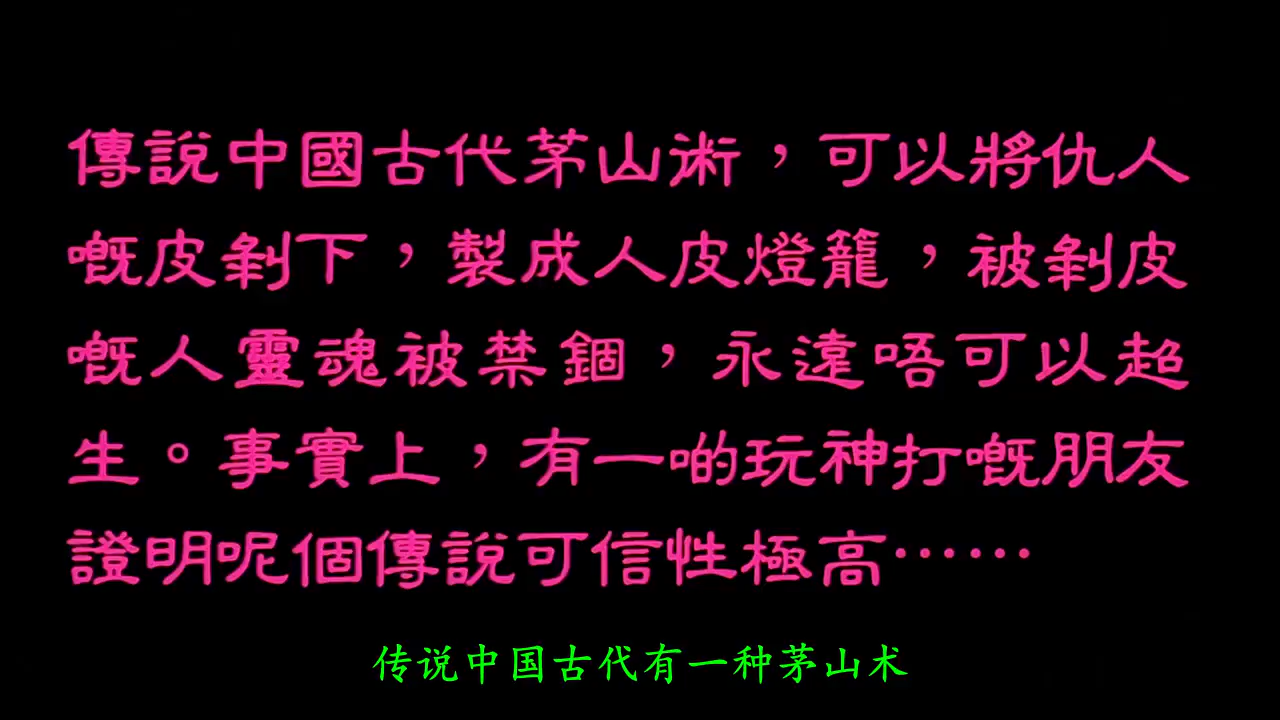 傳說中國古代茅山術，可以將仇人
嘅皮剝下，製成人皮燈籠，被剝皮
嘅人靈魂被禁錮，永遠唔可以超
生。事實上，有一啲玩神打嘅朋友
證明呢個傳說可信性極高⋯⋯
传说中国古代有一种茅山术